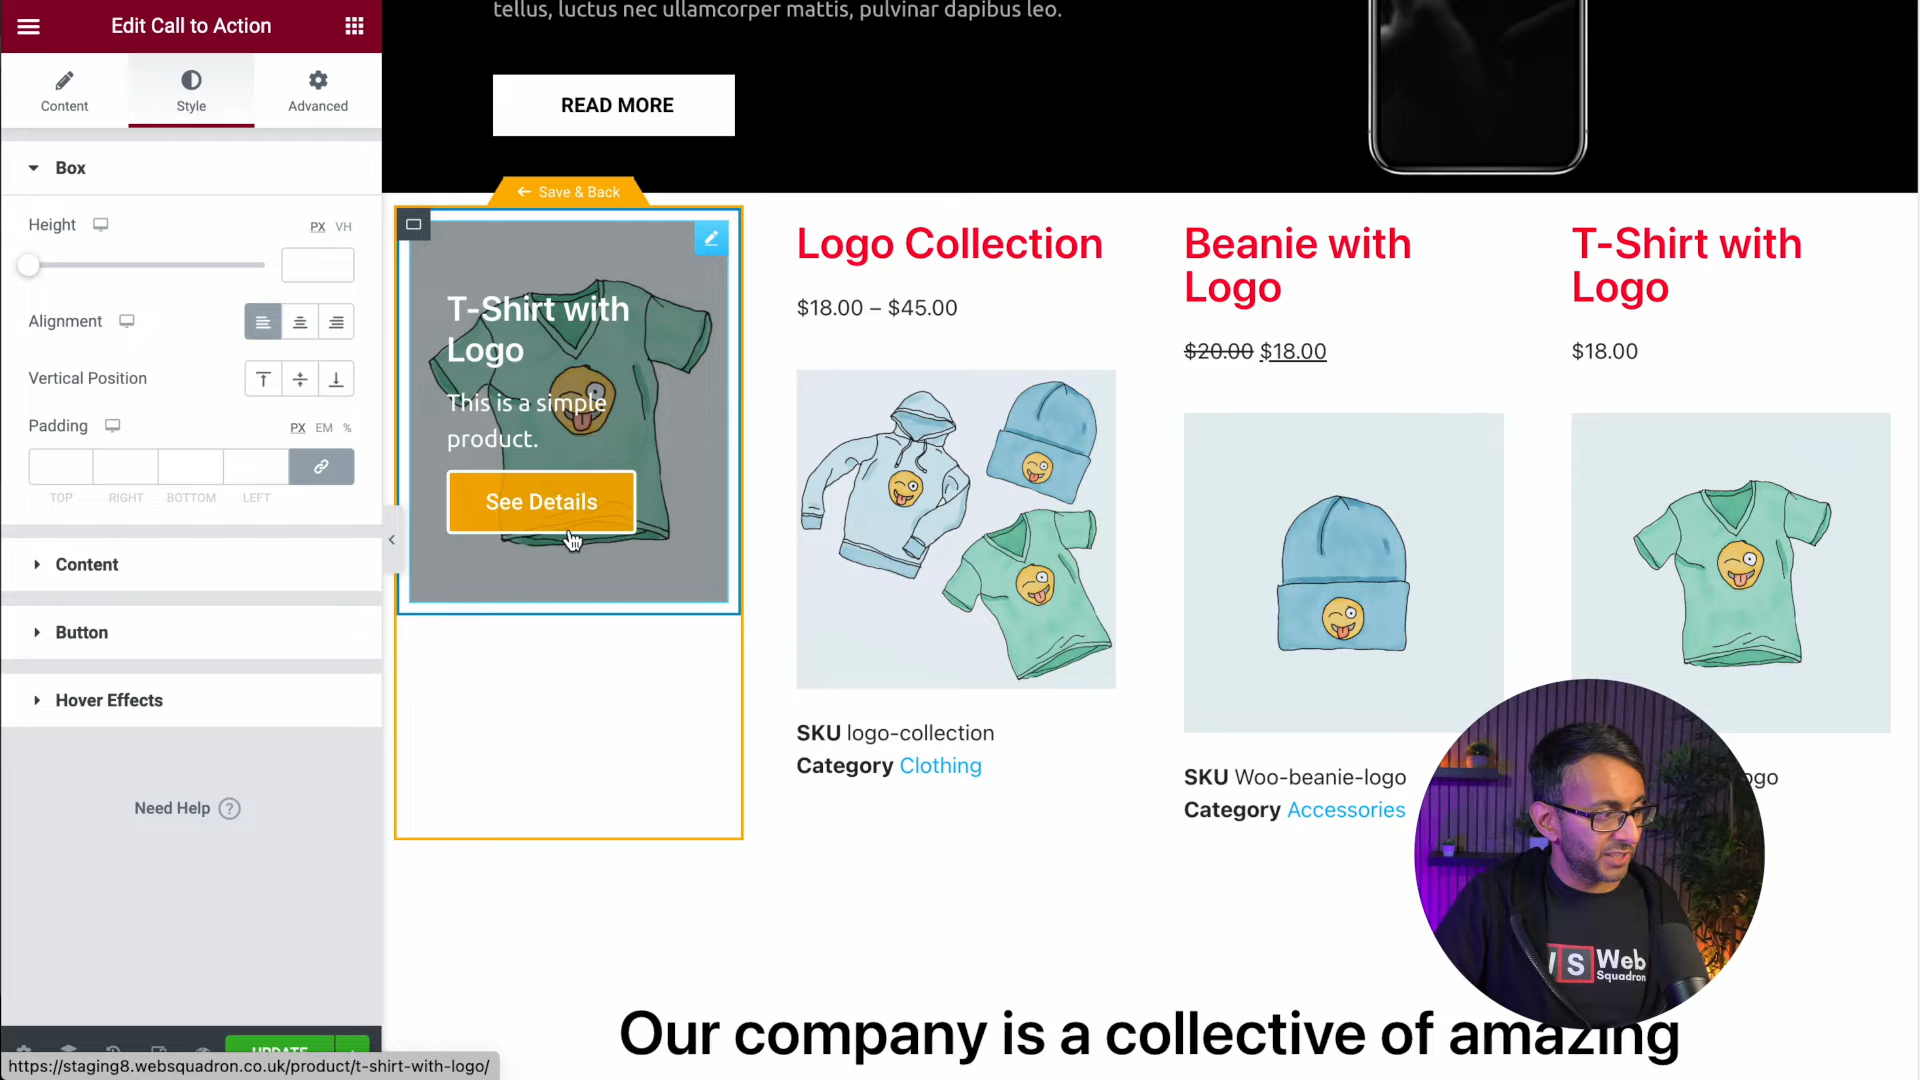 Edit Call to Action
Content
Style
Advanced
Box
Height
PX VH
Alignment
Vertical Position
Padding
PX EM %
TOP RIGHT BOTTOM LEFT
Content
Button
Hover Effects
Need Help ?
UPDATE
https://staging8.websquadron.co.uk/product/t-shirt-with-logo/
tellus, luctus nec ullamcorper mattis, pulvinar dapibus leo.
READ MORE
Save & Back
T-Shirt with
Logo
This is a simple
product.
See Details
Logo Collection
$18.00 – $45.00
SKU logo-collection
Category Clothing
Beanie with
Logo
$20.00 $18.00
SKU Woo-beanie-logo
Category Accessories
T-Shirt with
Logo
$18.00
ogo
S Web
Squadron
Our company is a collective of amazing